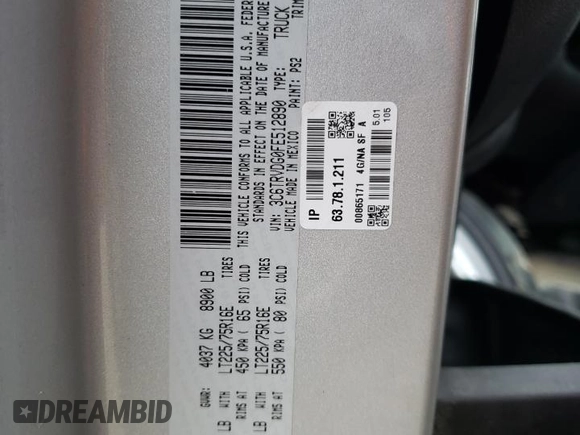 THIS VEHICLE CONFORMS TO ALL APPLICABLE U.S.A. FEDER
STANDARDS IN EFFECT ON THE DATE OF MANUFACTURE
VIN: 3C6TRVDG0FE512890 TYPE: TRUCK
VEHICLE MADE IN MEXICO PAINT: PS2 TRIM
GVWR: 4037 KG 8900 LB
LB WITH LT225/75R16E TIRES
RIMS AT 450 KPA ( 65 PSI) COLD
LB WITH LT225/75R16E TIRES
RIMS AT 550 KPA ( 80 PSI) COLD
IP
63.78.1.211
00865171 4G/NA SF A
5.01
105
DREAMBID